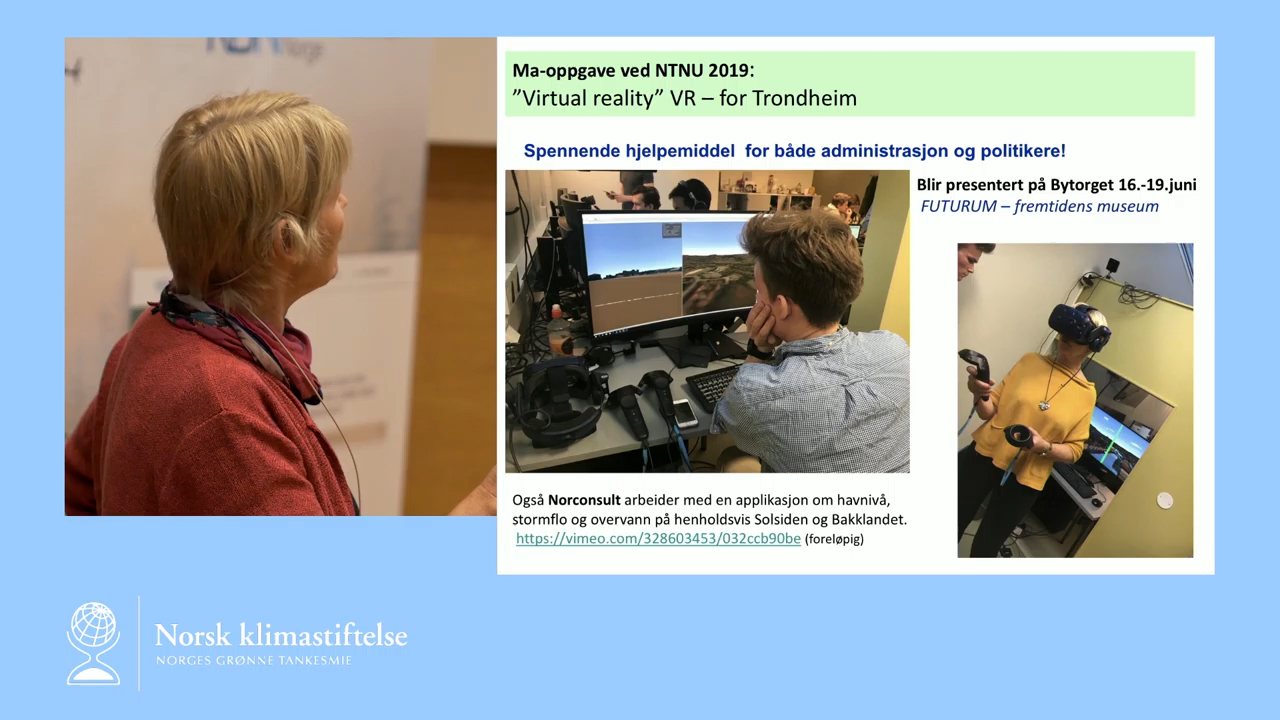 Ma-oppgave ved NTNU 2019:
”Virtual reality” VR – for Trondheim
Spennende hjelpemiddel for både administrasjon og politikere!
Blir presentert på Bytorget 16.-19.juni
FUTURUM – fremtidens museum
Også Norconsult arbeider med en applikasjon om havnivå,
stormflo og overvann på henholdsvis Solsiden og Bakklandet.
https://vimeo.com/328603453/032ccb90be (foreløpig)
Norsk klimastiftelse
NORGES GRØNNE TANKESMIE